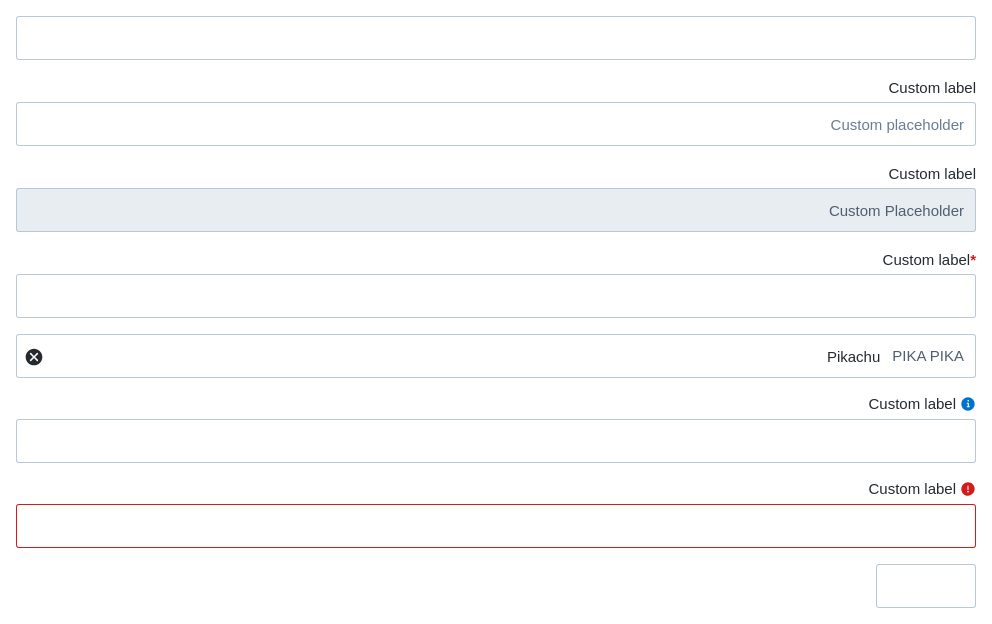 Custom label
Custom placeholder
Custom label
Custom Placeholder
Custom label*
Pikachu PIKA PIKA
Custom label
Custom label